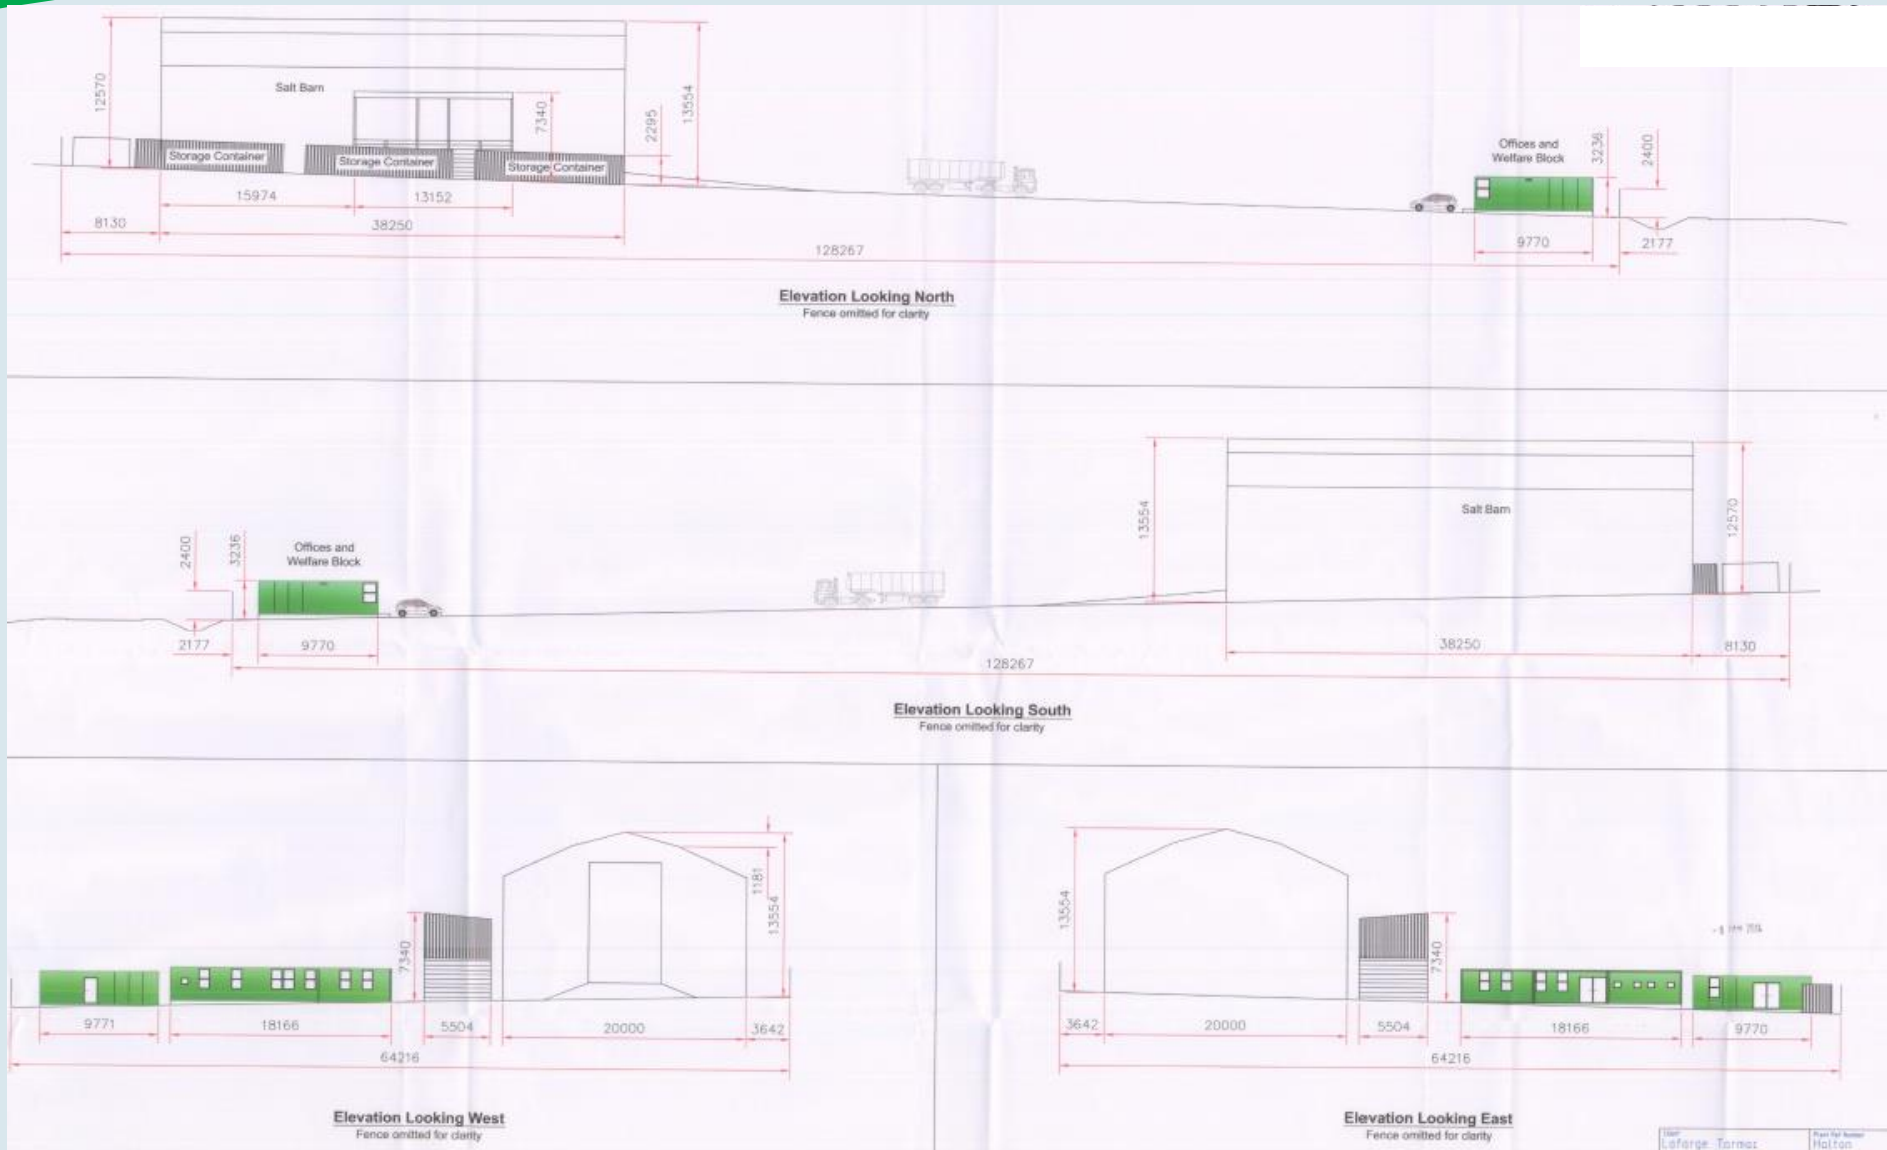 12570
Salt Barn
7340
2295
13554
Storage Container
Storage Container
Storage Container
15974
13152
8130
38250
128267
Offices and
Welfare Block
3236
2400
9770
2177
Elevation Looking North
Fence omitted for clarity
2400
3236
Offices and
Welfare Block
13554
Salt Barn
12570
2177
9770
128267
38250
8130
Elevation Looking South
Fence omitted for clarity
7340
1181
13554
9771
18166
5504
20000
3642
64216
Elevation Looking West
Fence omitted for clarity
13554
7340
3642
20000
5504
18166
9770
64216
Elevation Looking East
Fence omitted for clarity
Lafarge Tarmac
Halton